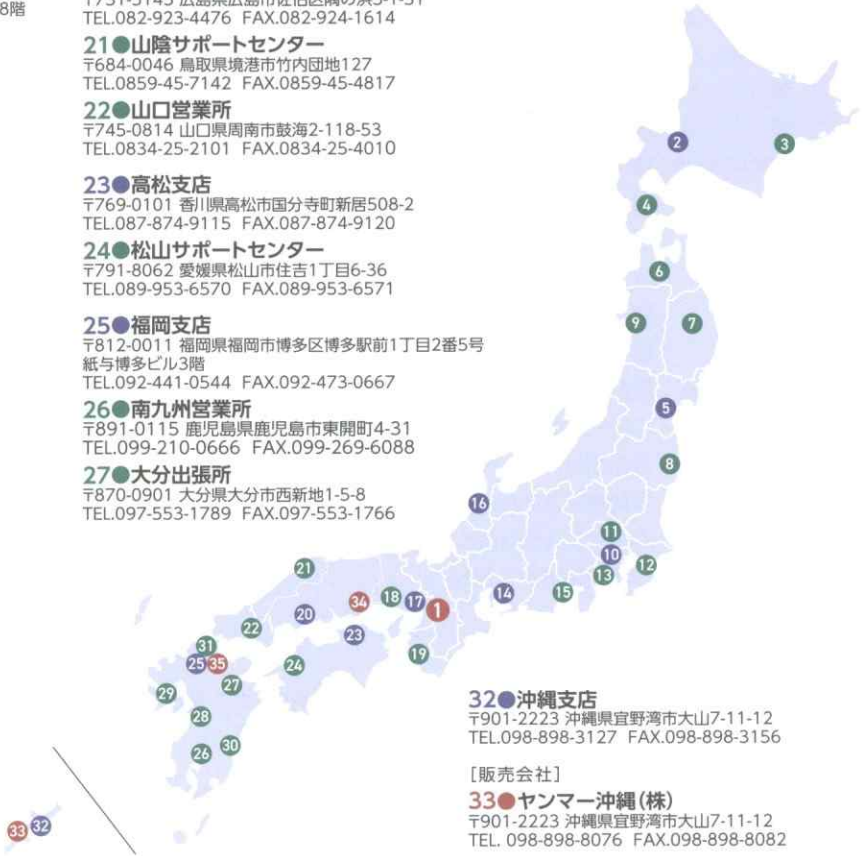 8階
TEL.082-923-4476 FAX.082-924-1614
21●山陰サポートセンター
〒684-0046 鳥取県境港市竹内団地127
TEL.0859-45-7142 FAX.0859-45-4817
22●山口営業所
〒745-0814 山口県周南市鼓海2-118-53
TEL.0834-25-2101 FAX.0834-25-4010
23●高松支店
〒769-0101 香川県高松市国分寺町新居508-2
TEL.087-874-9115 FAX.087-874-9120
24●松山サポートセンター
〒791-8062 愛媛県松山市住吉1丁目6-36
TEL.089-953-6570 FAX.089-953-6571
25●福岡支店
〒812-0011 福岡県福岡市博多区博多駅前1丁目2番5号
紙与博多ビル3階
TEL.092-441-0544 FAX.092-473-0667
26●南九州営業所
〒891-0115 鹿児島県鹿児島市東開町4-31
TEL.099-210-0666 FAX.099-269-6088
27●大分出張所
〒870-0901 大分県大分市西新地1-5-8
TEL.097-553-1789 FAX.097-553-1766
2
3
4
6
9
7
5
8
16
11
10
12
13
14
15
21
34
18
17
1
20
22
23
19
31
25
35
24
27
29
28
26
30
33
32
32●沖縄支店
〒901-2223 沖縄県宜野湾市大山7-11-12
TEL.098-898-3127 FAX.098-898-3156
［販売会社］
33●ヤンマー沖縄(株)
〒901-2223 沖縄県宜野湾市大山7-11-12
TEL. 098-898-8076 FAX.098-898-8082